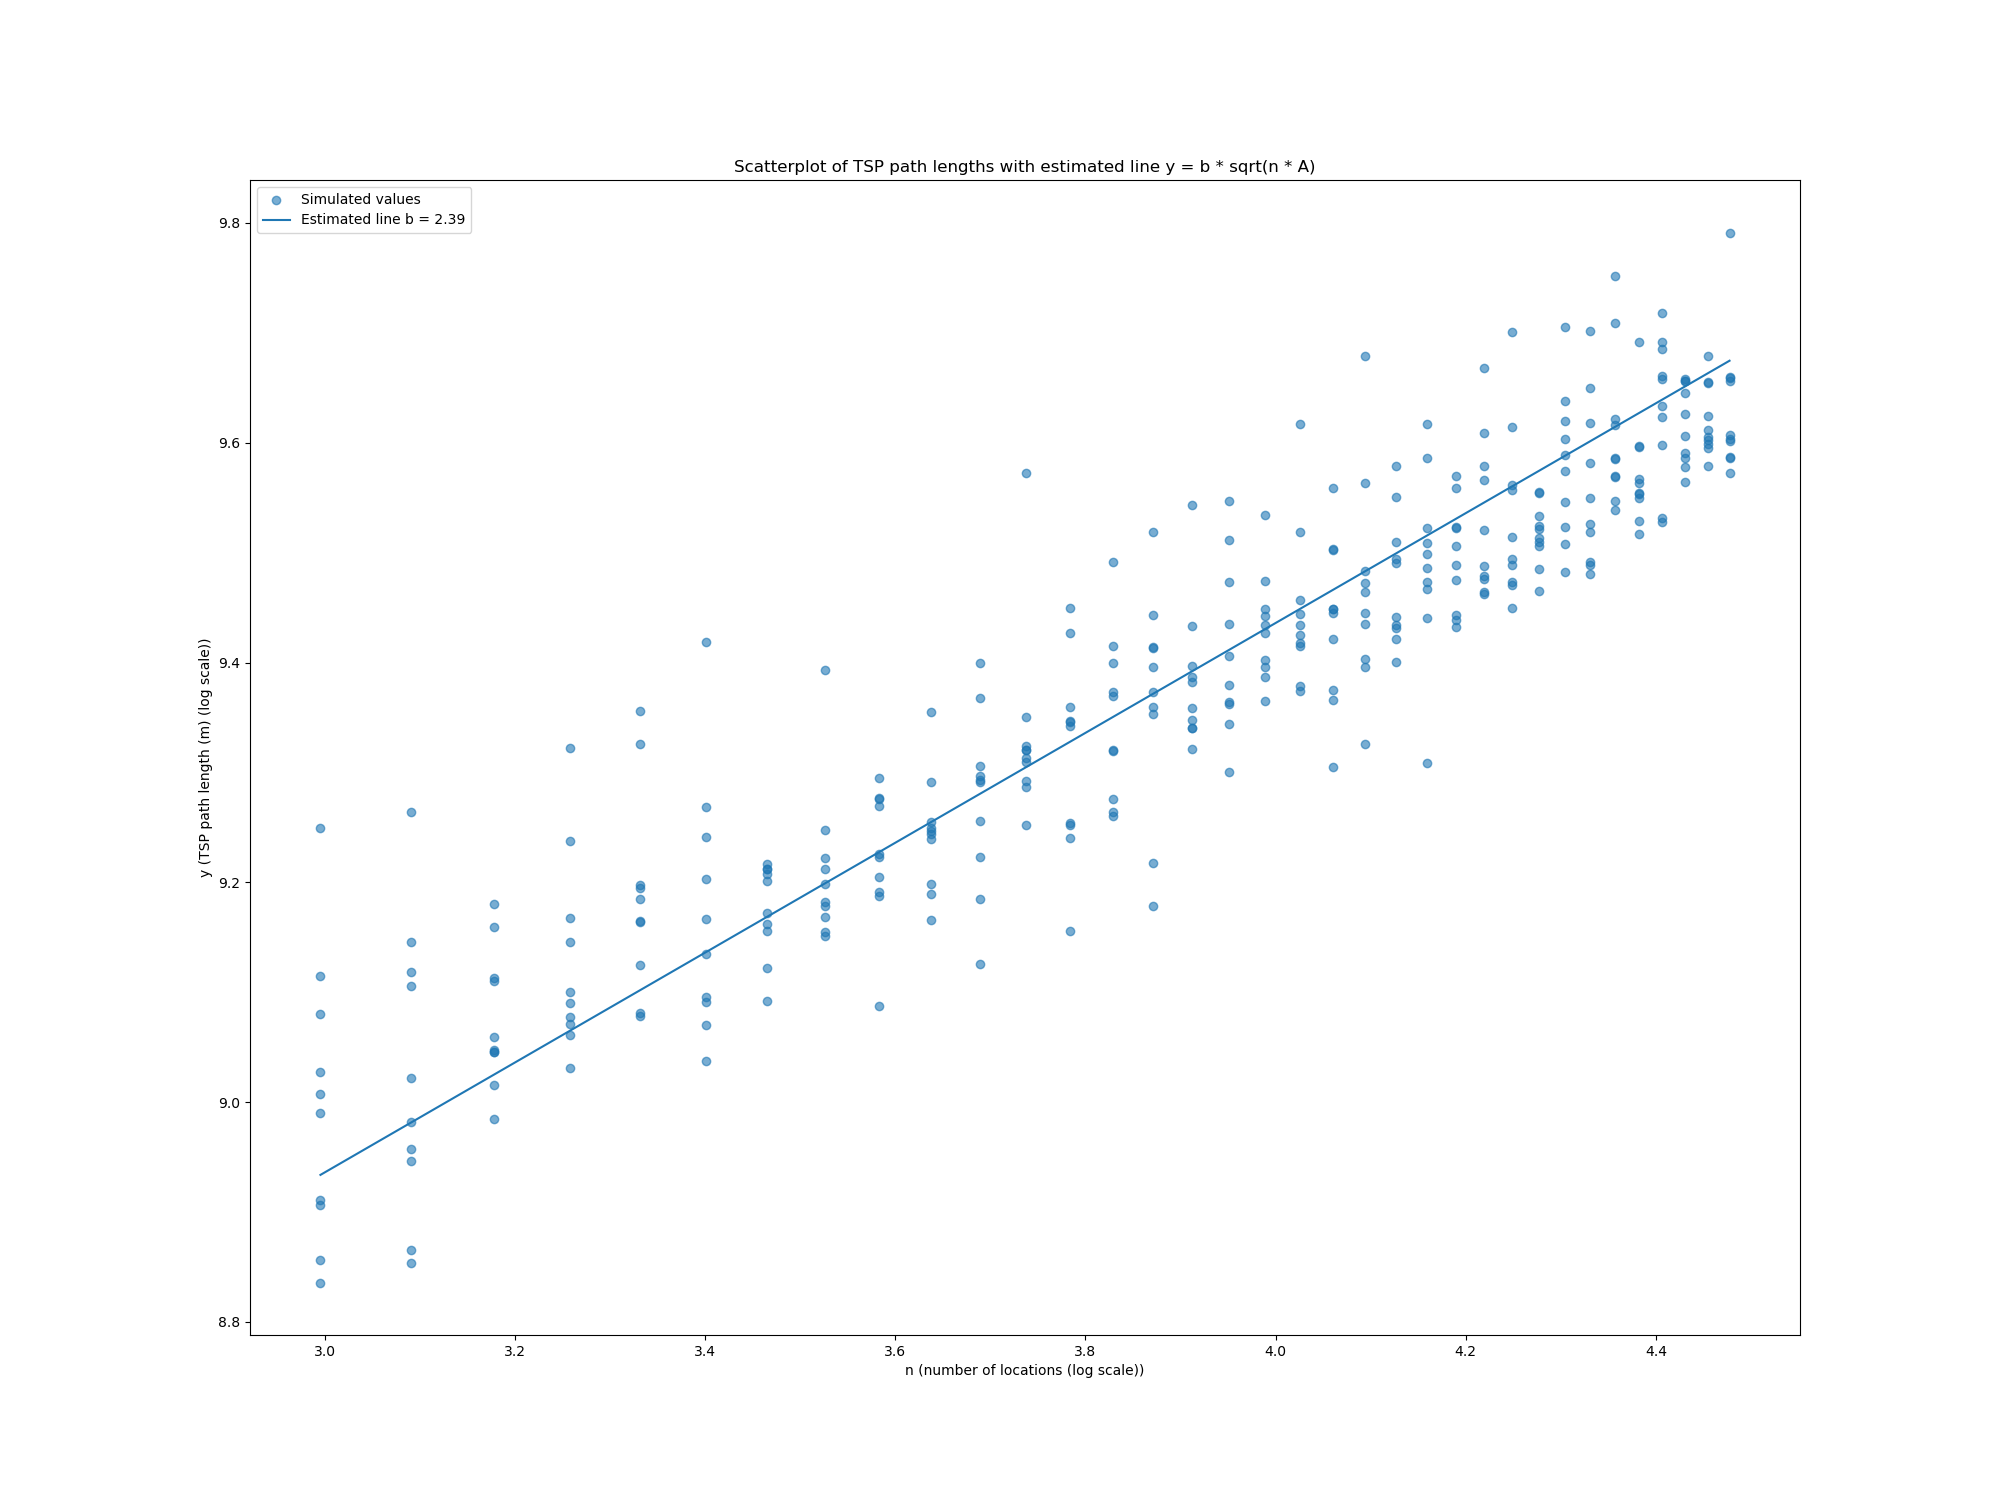 Scatterplot of TSP path lengths with estimated line y = b * sqrt(n * A)
Simulated values
Estimated line b = 2.39
y (TSP path length (m) (log scale))
9.8
9.6
9.4
9.2
9.0
8.8
3.0 3.2 3.4 3.6 3.8 4.0 4.2 4.4
n (number of locations (log scale))